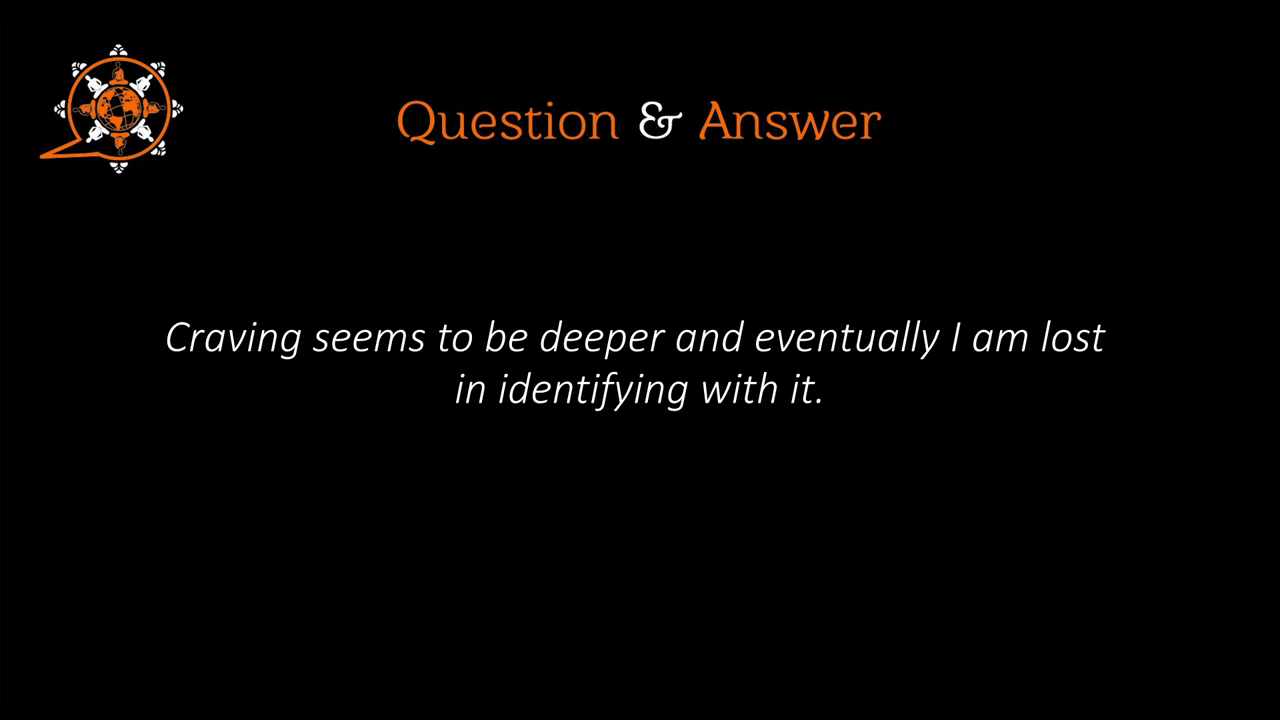 Question & Answer
Craving seems to be deeper and eventually I am lost
in identifying with it.